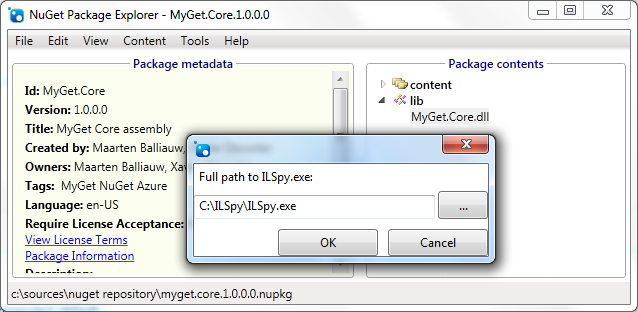 NuGet Package Explorer - MyGet.Core.1.0.0.0
File Edit View Content Tools Help
Package metadata
Id: MyGet.Core
Version: 1.0.0.0
Title: MyGet Core assembly
Created by: Maarten Balliauw,
Owners: Maarten Balliauw, Xav
Tags: MyGet NuGet Azure
Language: en-US
Require License Acceptance:
View License Terms
Package Information
Description:
Package contents
content
lib
MyGet.Core.dll
Full path to ILSpy.exe:
C:\ILSpy\ILSpy.exe
...
OK Cancel
c:\sources\nuget repository\myget.core.1.0.0.0.nupkg